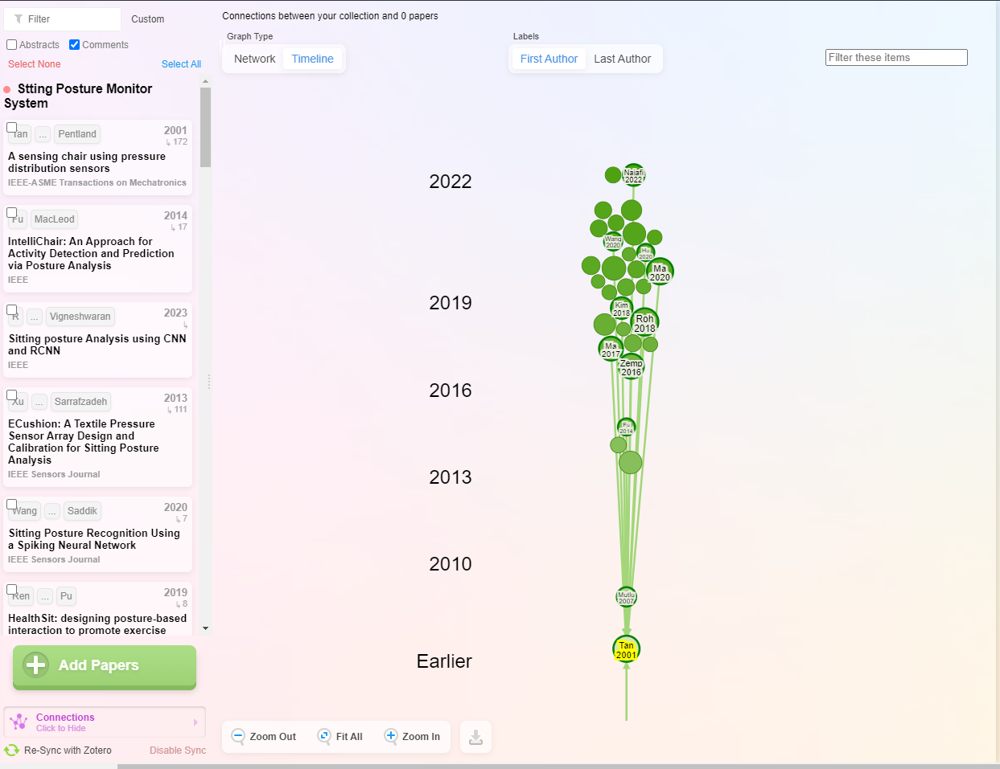 Filter
Custom
Abstracts
Comments
Select None
Select All
Stting Posture Monitor
System
Tan ... Pentland
2001
↳ 172
A sensing chair using pressure
distribution sensors
IEEE-ASME Transactions on Mechatronics
Fu MacLeod
2014
↳ 17
IntelliChair: An Approach for
Activity Detection and Prediction
via Posture Analysis
IEEE
R ... Vigneshwaran
2023
↳
Sitting posture Analysis using CNN
and RCNN
IEEE
Xu ... Sarrafzadeh
2013
↳ 111
ECushion: A Textile Pressure
Sensor Array Design and
Calibration for Sitting Posture
Analysis
IEEE Sensors Journal
Wang ... Saddik
2020
↳ 7
Sitting Posture Recognition Using
a Spiking Neural Network
IEEE Sensors Journal
Ren ... Pu
2019
↳ 8
HealthSit: designing posture-based
interaction to promote exercise
Add Papers
Connections
Click to Hide
Re-Sync with Zotero
Disable Sync
Connections between your collection and 0 papers
Graph Type
Network
Timeline
Labels
First Author
Last Author
Filter these items
2022
2019
2016
2013
2010
Earlier
Najafi
2022
Wang
2020
Hu
2020
Ma
2020
Kim
2018
Roh
2018
Ma
2017
Zemp
2016
Fu
2014
Mutlu
2007
Tan
2001
Zoom Out
Fit All
Zoom In